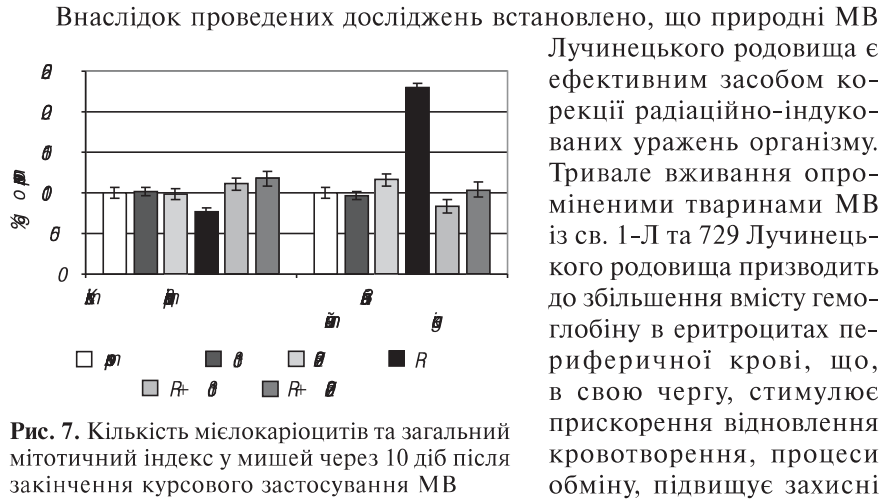 Внаслідок проведених досліджень встановлено, що природні МВ
Лучинецького родовища є
ефективним засобом ко-
рекції радіаційно-індуко-
ваних уражень організму.
Тривале вживання опро-
міненими тваринами МВ
із св. 1-Л та 729 Лучинець-
кого родовища призводить
до збільшення вмісту гемо-
глобіну в еритроцитах пе-
риферичної крові, що,
в свою чергу, стимулює
прискорення відновлення
кровотворення, процеси
обміну, підвищує захисні
0
Рис. 7. Кількість мієлокаріоцитів та загальний
мітотичний індекс у мишей через 10 діб після
закінчення курсового застосування МВ